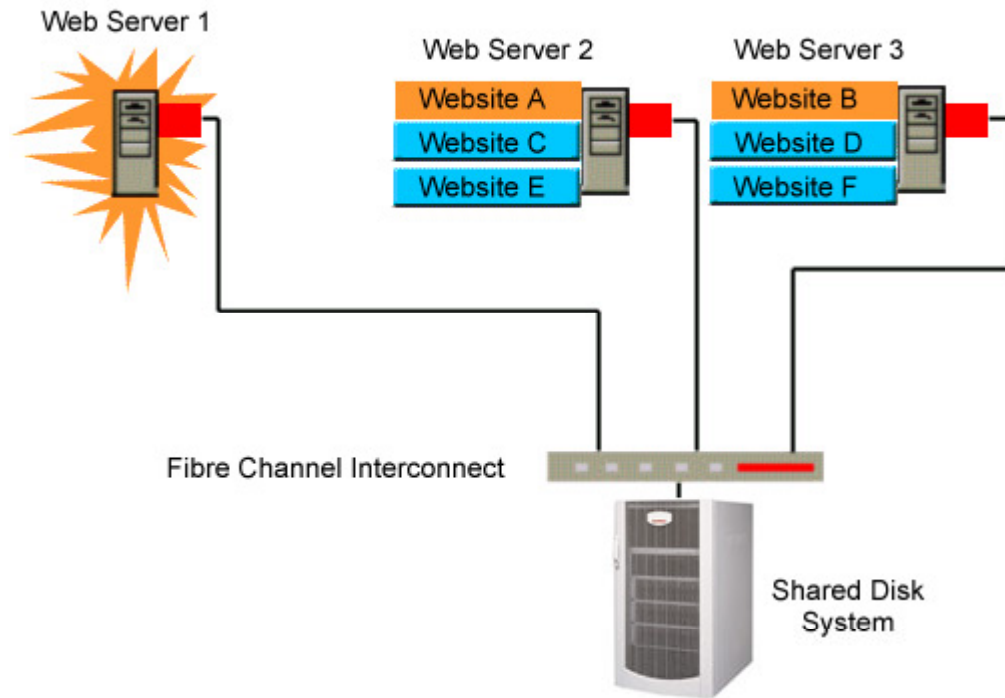 Web Server 1
Web Server 2
Web Server 3
Website A
Website C
Website E
Website B
Website D
Website F
Fibre Channel Interconnect
Shared Disk
System